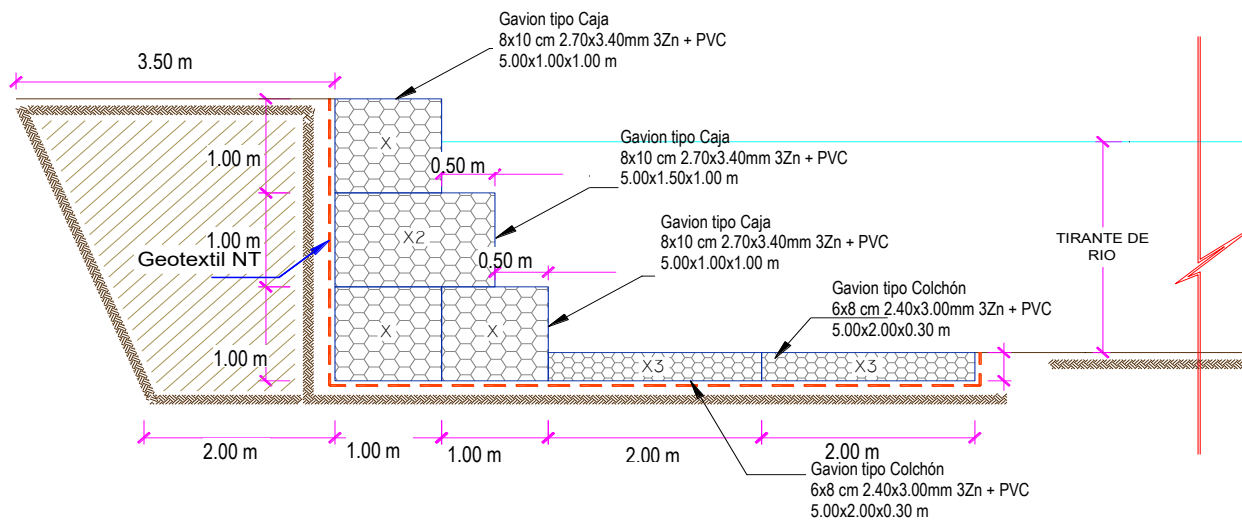 Gavion tipo Caja
8x10 cm 2.70x3.40mm 3Zn + PVC
5.00x1.00x1.00 m
3.50 m
Gavion tipo Caja
8x10 cm 2.70x3.40mm 3Zn + PVC
5.00x1.50x1.00 m
1.00 m
X
0.50 m
Gavion tipo Caja
8x10 cm 2.70x3.40mm 3Zn + PVC
5.00x1.00x1.00 m
1.00 m
X2
Geotextil NT
0.50 m
TIRANTE DE
RIO
Gavion tipo Colchón
6x8 cm 2.40x3.00mm 3Zn + PVC
5.00x2.00x0.30 m
1.00 m
X
X
X3
X3
2.00 m
1.00 m
1.00 m
2.00 m
2.00 m
Gavion tipo Colchón
6x8 cm 2.40x3.00mm 3Zn + PVC
5.00x2.00x0.30 m